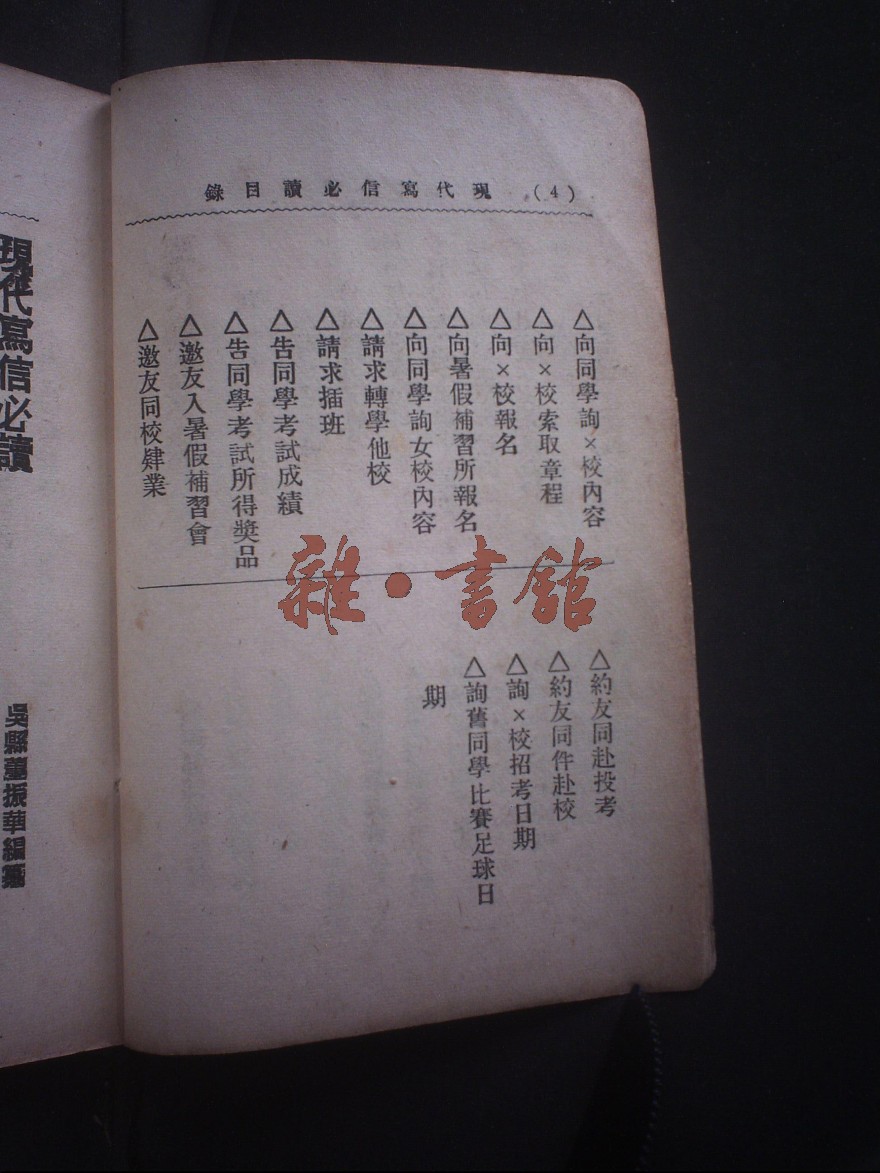 錄目讀必信寫代現 (4)
△向同學詢×校內容
△向×校索取章程
△向×校報名
△向暑假補習所報名
△向同學詢女校內容
△請求轉學他校
△請求插班
△告同學考試成績
△告同學考試所得獎品
△邀友入暑假補習會
△邀友同校肄業
△約友同赴投考
△約友同件赴校
△詢×校招考日期
△詢舊同學比賽足球日
期
雜·書館
現代寫信必讀
吳縣董振華編纂